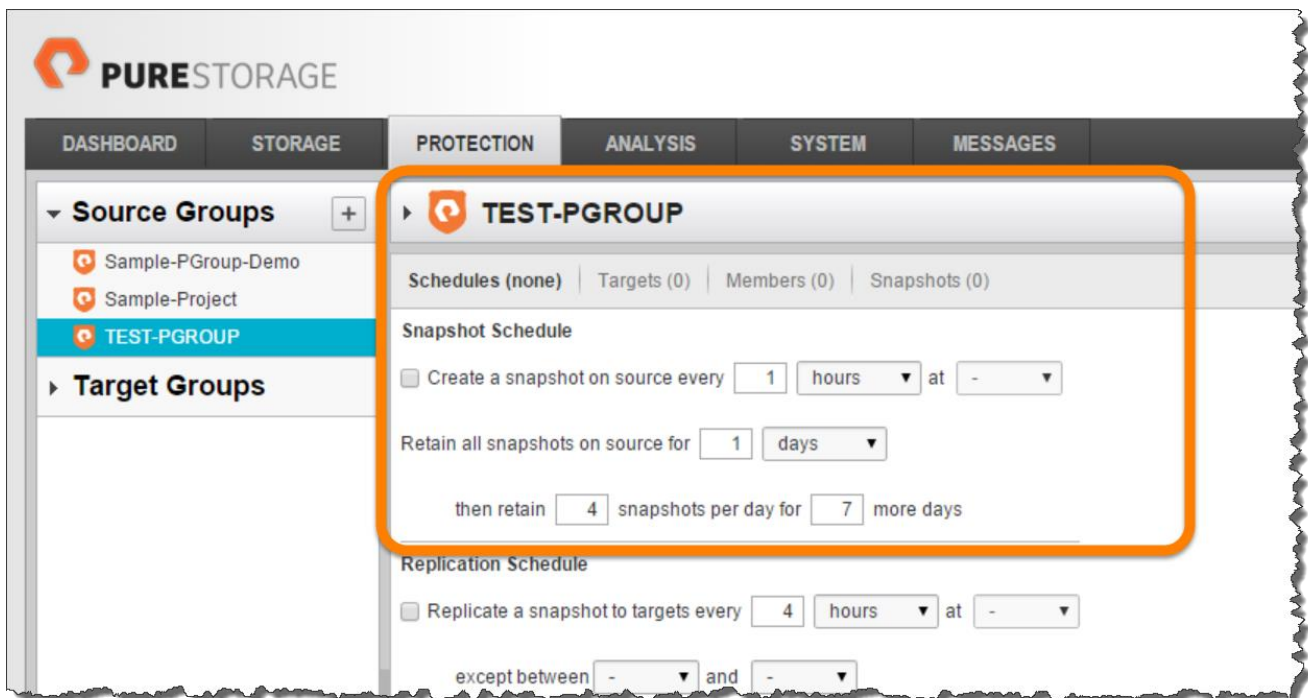 PURESTORAGE
DASHBOARD STORAGE PROTECTION ANALYSIS SYSTEM MESSAGES
Source Groups +
Sample-PGroup-Demo
Sample-Project
TEST-PGROUP
Target Groups
TEST-PGROUP
Schedules (none) Targets (0) Members (0) Snapshots (0)
Snapshot Schedule
Create a snapshot on source every 1 hours at -
Retain all snapshots on source for 1 days
then retain 4 snapshots per day for 7 more days
Replication Schedule
Replicate a snapshot to targets every 4 hours at -
except between - and -